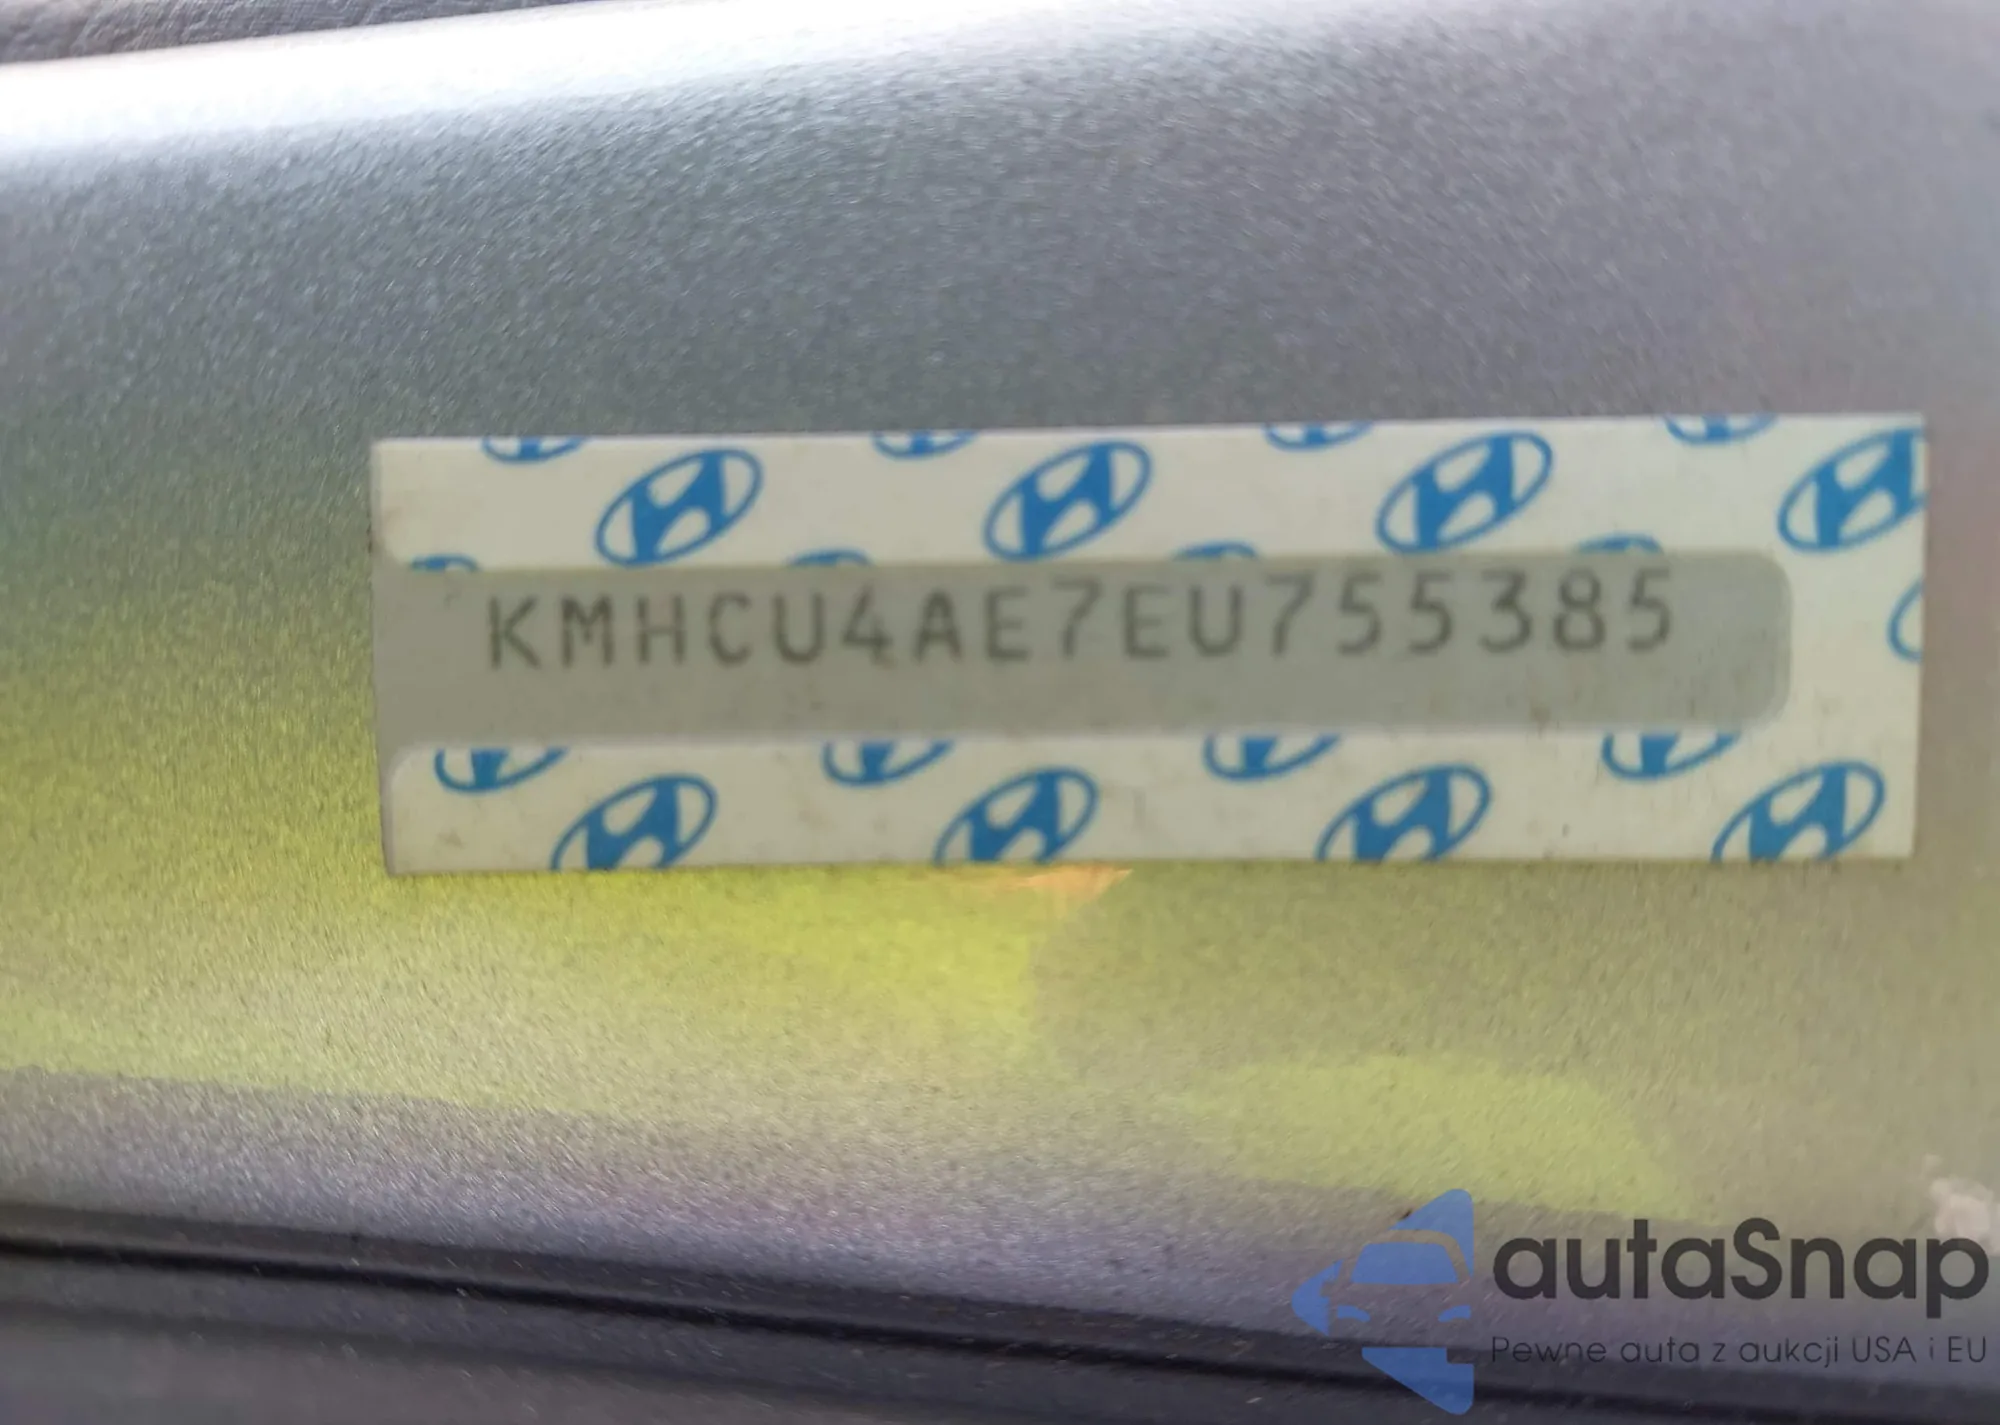 KMHCU4AE7EU755385
autaSnap
Pewne auta z aukcji USA i EU